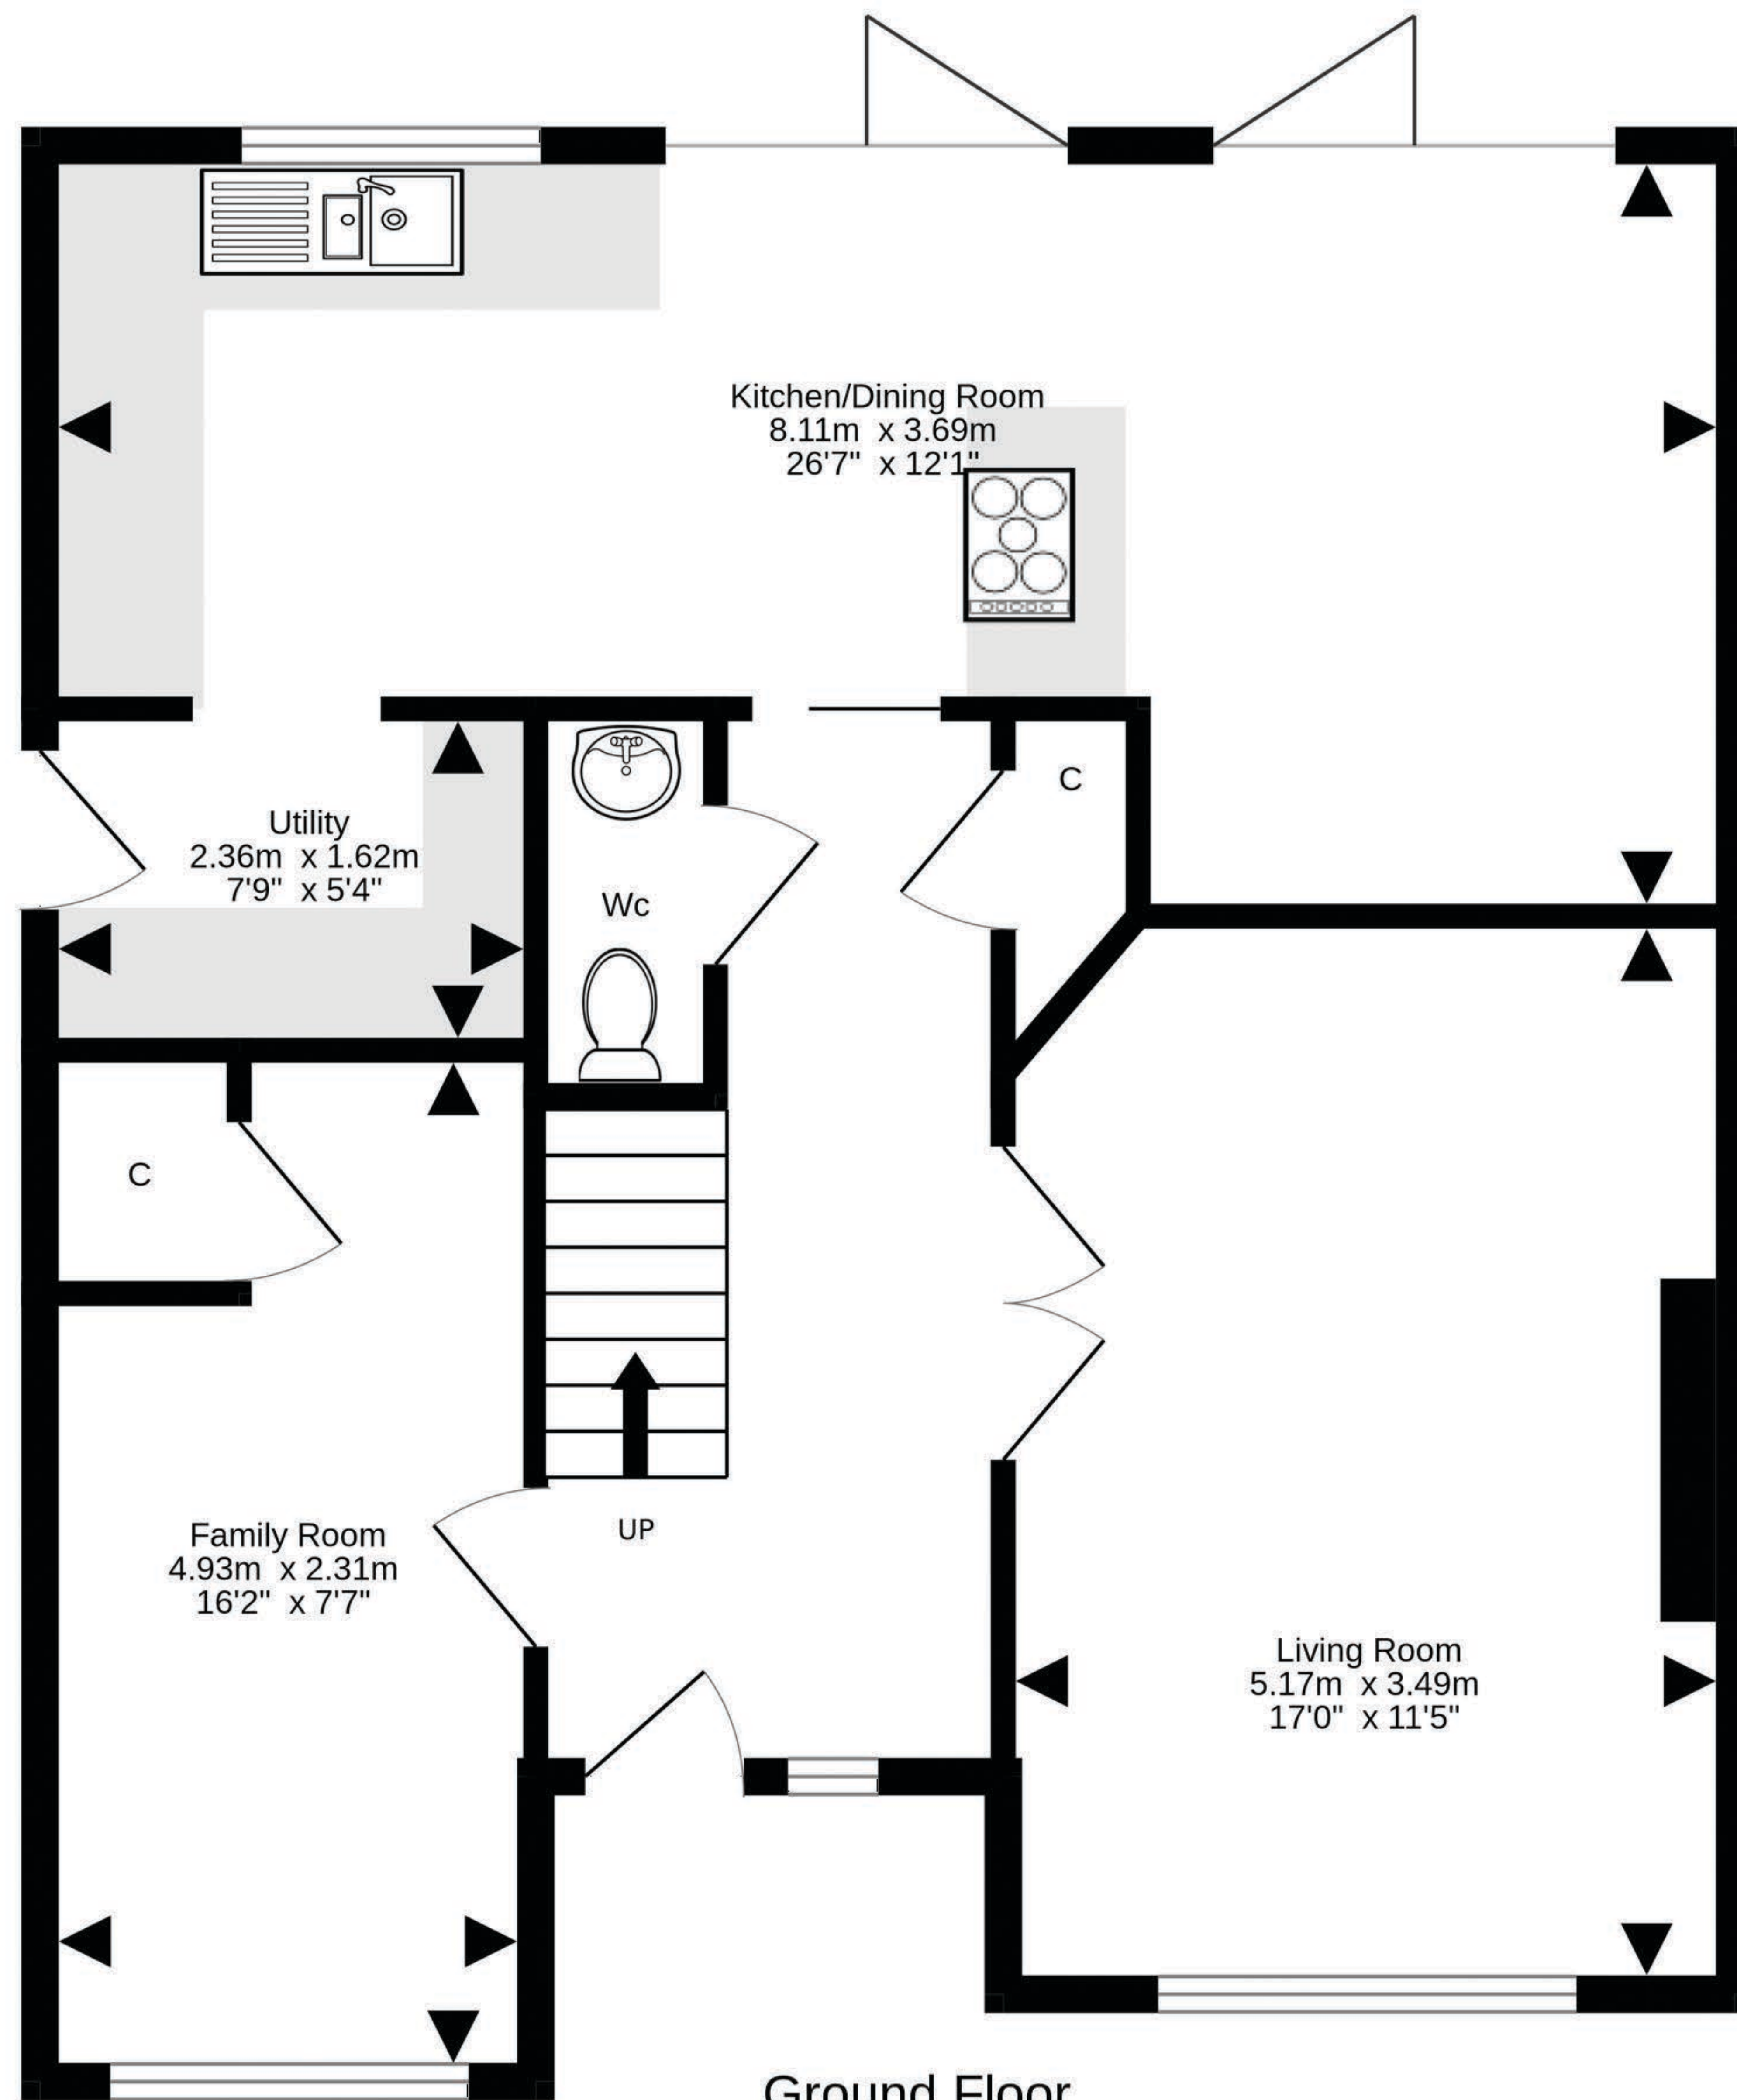 Kitchen/Dining Room
8.11m x 3.69m
26'7" x 12'1"
C
Utility
2.36m x 1.62m
7'9" x 5'4"
Wc
C
UP
Family Room
4.93m x 2.31m
16'2" x 7'7"
Living Room
5.17m x 3.49m
17'0" x 11'5"
Ground Floor